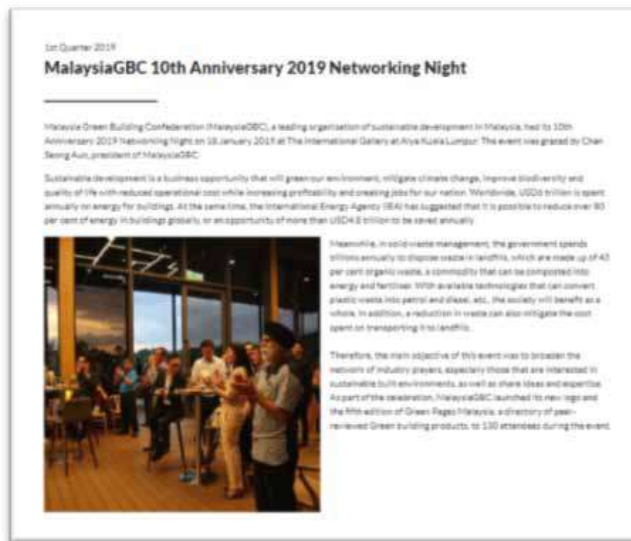 1st Quarter 2019
MalaysiaGBC 10th Anniversary 2019 Networking Night
Malaysia Green Building Confederation (MalaysiaGBC), a leading organisation of sustainable development in Malaysia, had its 10th
Anniversary 2019 Networking Night on 18 January 2019 at The International Gallery at Alya Kuala Lumpur. The event was graced by Chan
Seong Aun, president of MalaysiaGBC.
Sustainable development is a business opportunity that will green our environment, mitigate climate change, improve biodiversity and
quality of life with reduced operational cost while increasing profitability and creating jobs for our nation. Worldwide, USD6 trillion is spent
annually on energy for buildings. At the same time, the International Energy Agency (IEA) has suggested that it is possible to reduce over 80
per cent of energy in buildings globally, or an opportunity of more than USD4.8 trillion to be saved annually.
Meanwhile, in solid waste management, the government spends
trillions annually to dispose waste in landfills, which are made up of 45
per cent organic waste, a commodity that can be composted into
energy and fertiliser. With available technologies that can convert
plastic waste into petrol and diesel, etc., the society will benefit as a
whole. In addition, a reduction in waste can also mitigate the cost
spent on transporting it to landfills.
Therefore, the main objective of this event was to broaden the
network of industry players, especially those that are interested in
sustainable built environments, as well as share ideas and expertise.
As part of the celebration, MalaysiaGBC launched its new logo and
the fifth edition of Green Pages Malaysia, a directory of peer-
reviewed Green building products, to 130 attendees during the event.